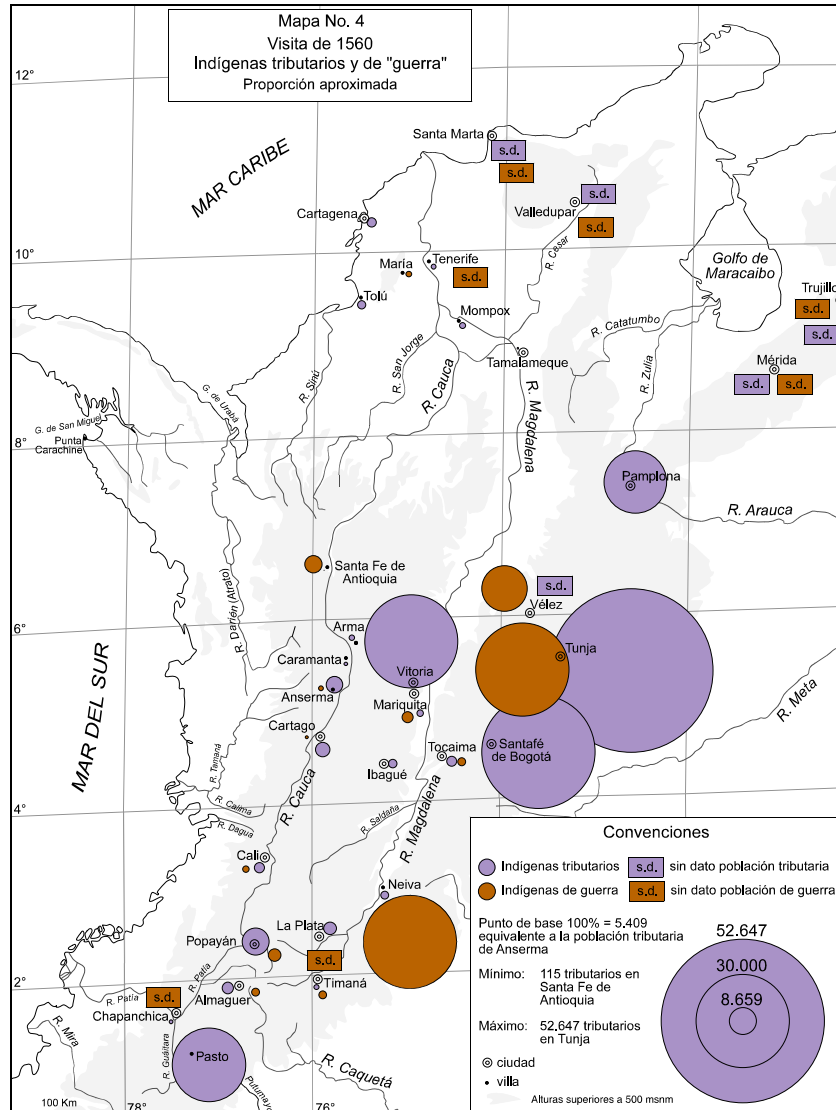 Mapa No. 4
Visita de 1560
Indígenas tributarios y de "guerra"
Proporción aproximada
12°
Santa Marta
s.d.
s.d.
MAR CARIBE
s.d.
Valledupar
s.d.
Cartagena
R. Cesar
10°
María
Tenerife
s.d.
Golfo de
Maracaibo
Trujillo
s.d.
s.d.
Tolú
Mompox
R. Catatumbo
R. Sinú
R. San Jorge
R. Cauca
Tamalameque
R. Zulia
Mérida
s.d.
s.d.
G. de Urabá
G. de San Miguel
Punta
Carachine
8°
R. Magdalena
Pamplona
R. Arauca
Santa Fe de
Antioquia
s.d.
Vélez
R. Darién (Atrato)
6°
Arma
Caramanta
Vitoria
Tunja
Anserma
Mariquita
R. Meta
MAR DEL SUR
Cartago
R. Tamaná
Tocaima
Santafé
de Bogotá
Ibagué
R. Cauca
4°
R. Calima
R. Dagua
R. Saldaña
R. Magdalena
Cali
Neiva
La Plata
Popayán
s.d.
Timaná
2°
s.d.
R. Patía
R. Patía
Almaguer
Chapanchica
R. Mira
R. Guáitara
Pasto
R. Caquetá
Putumayo
100 Km
78°
76°
Convenciones
Indígenas tributarios
s.d.
sin dato población tributaria
Indígenas de guerra
s.d.
sin dato población de guerra
Punto de base 100% = 5.409
equivalente a la población tributaria
de Anserma
Mínimo: 115 tributarios en
Santa Fe de
Antioquia
Máximo: 52.647 tributarios
en Tunja
52.647
30.000
8.659
ciudad
villa
Alturas superiores a 500 msnm